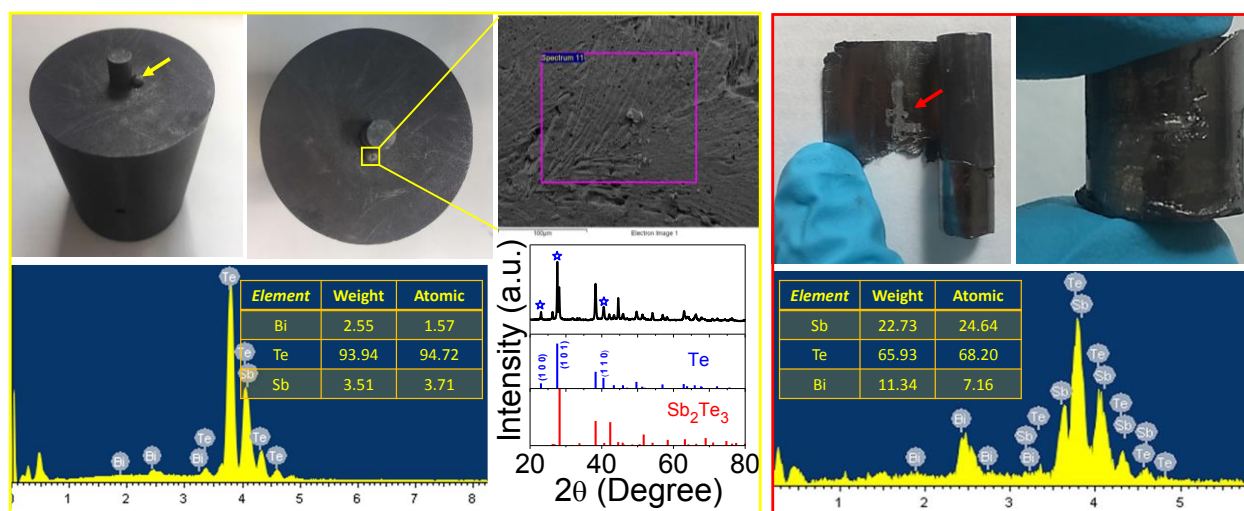 Spectrum 11
100μm
Electron Image 1
Te
Element Weight Atomic
Bi 2.55 1.57
Te 93.94 94.72
Sb 3.51 3.71
Te
Sb
Te
Te
Te
Bi
Bi
Bi
0 1 2 3 4 5 6 7 8
Intensity (a.u.)
Te
(1 0 0)
(1 0 1)
(1 1 0)
Sb₂Te₃
20 40 60 80
2θ (Degree)
Element Weight Atomic
Sb 22.73 24.64
Te 65.93 68.20
Bi 11.34 7.16
Te
Sb
Te
Sb
Sb
Te
Te
Sb
Sb
Bi
Sb
Te
Te
Bi
Bi
Bi
1 2 3 4 5